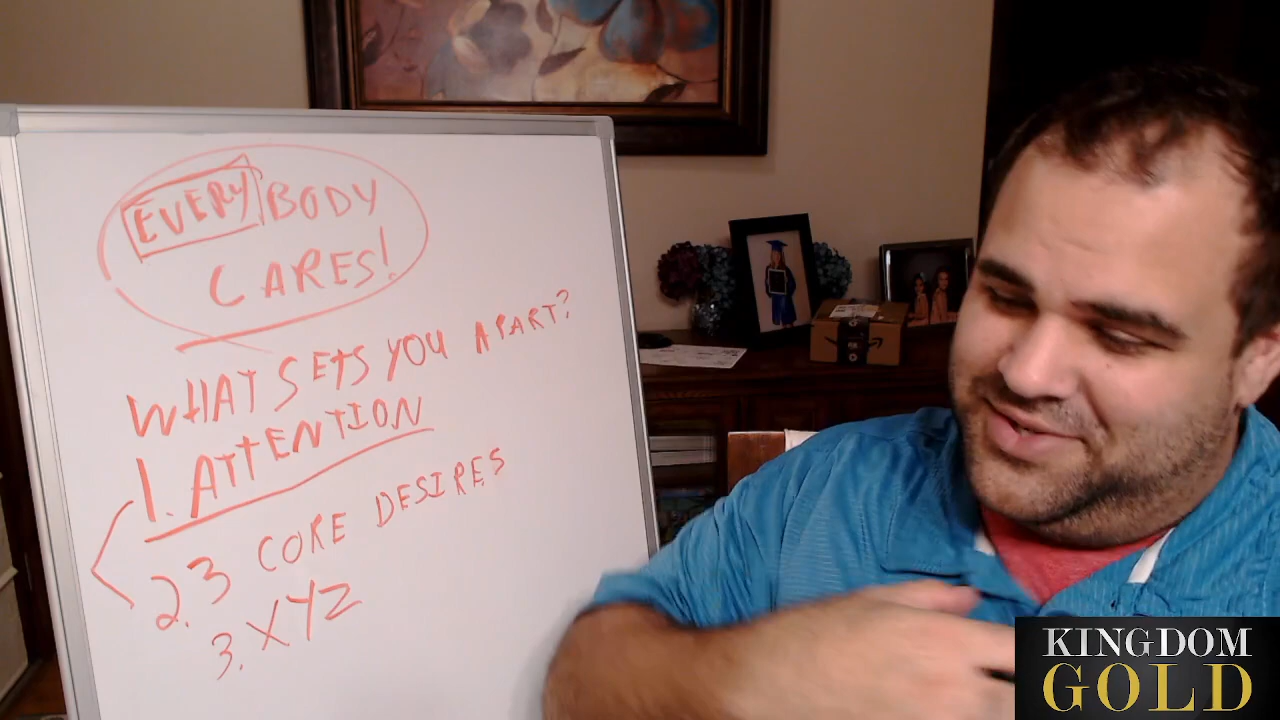 EVERYBODY
CARES!
WHAT SETS YOU APART?
1. ATTENTION
2. 3 CORE DESIRES
3. XYZ
KINGDOM
GOLD